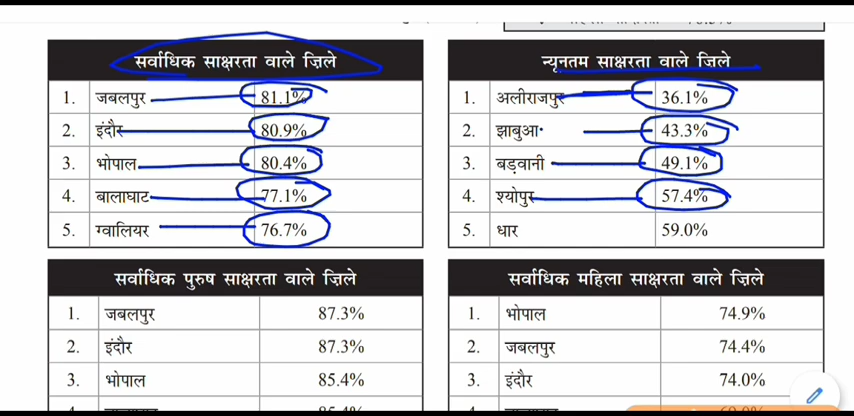 सर्वाधिक साक्षरता वाले ज़िले
1. जबलपुर 81.1%
2. इंदौर 80.9%
3. भोपाल 80.4%
4. बालाघाट 77.1%
5. ग्वालियर 76.7%
न्यूनतम साक्षरता वाले ज़िले
1. अलीराजपुर 36.1%
2. झाबुआ 43.3%
3. बड़वानी 49.1%
4. श्योपुर 57.4%
5. धार 59.0%
सर्वाधिक पुरुष साक्षरता वाले ज़िले
1. जबलपुर 87.3%
2. इंदौर 87.3%
3. भोपाल 85.4%
सर्वाधिक महिला साक्षरता वाले ज़िले
1. भोपाल 74.9%
2. जबलपुर 74.4%
3. इंदौर 74.0%